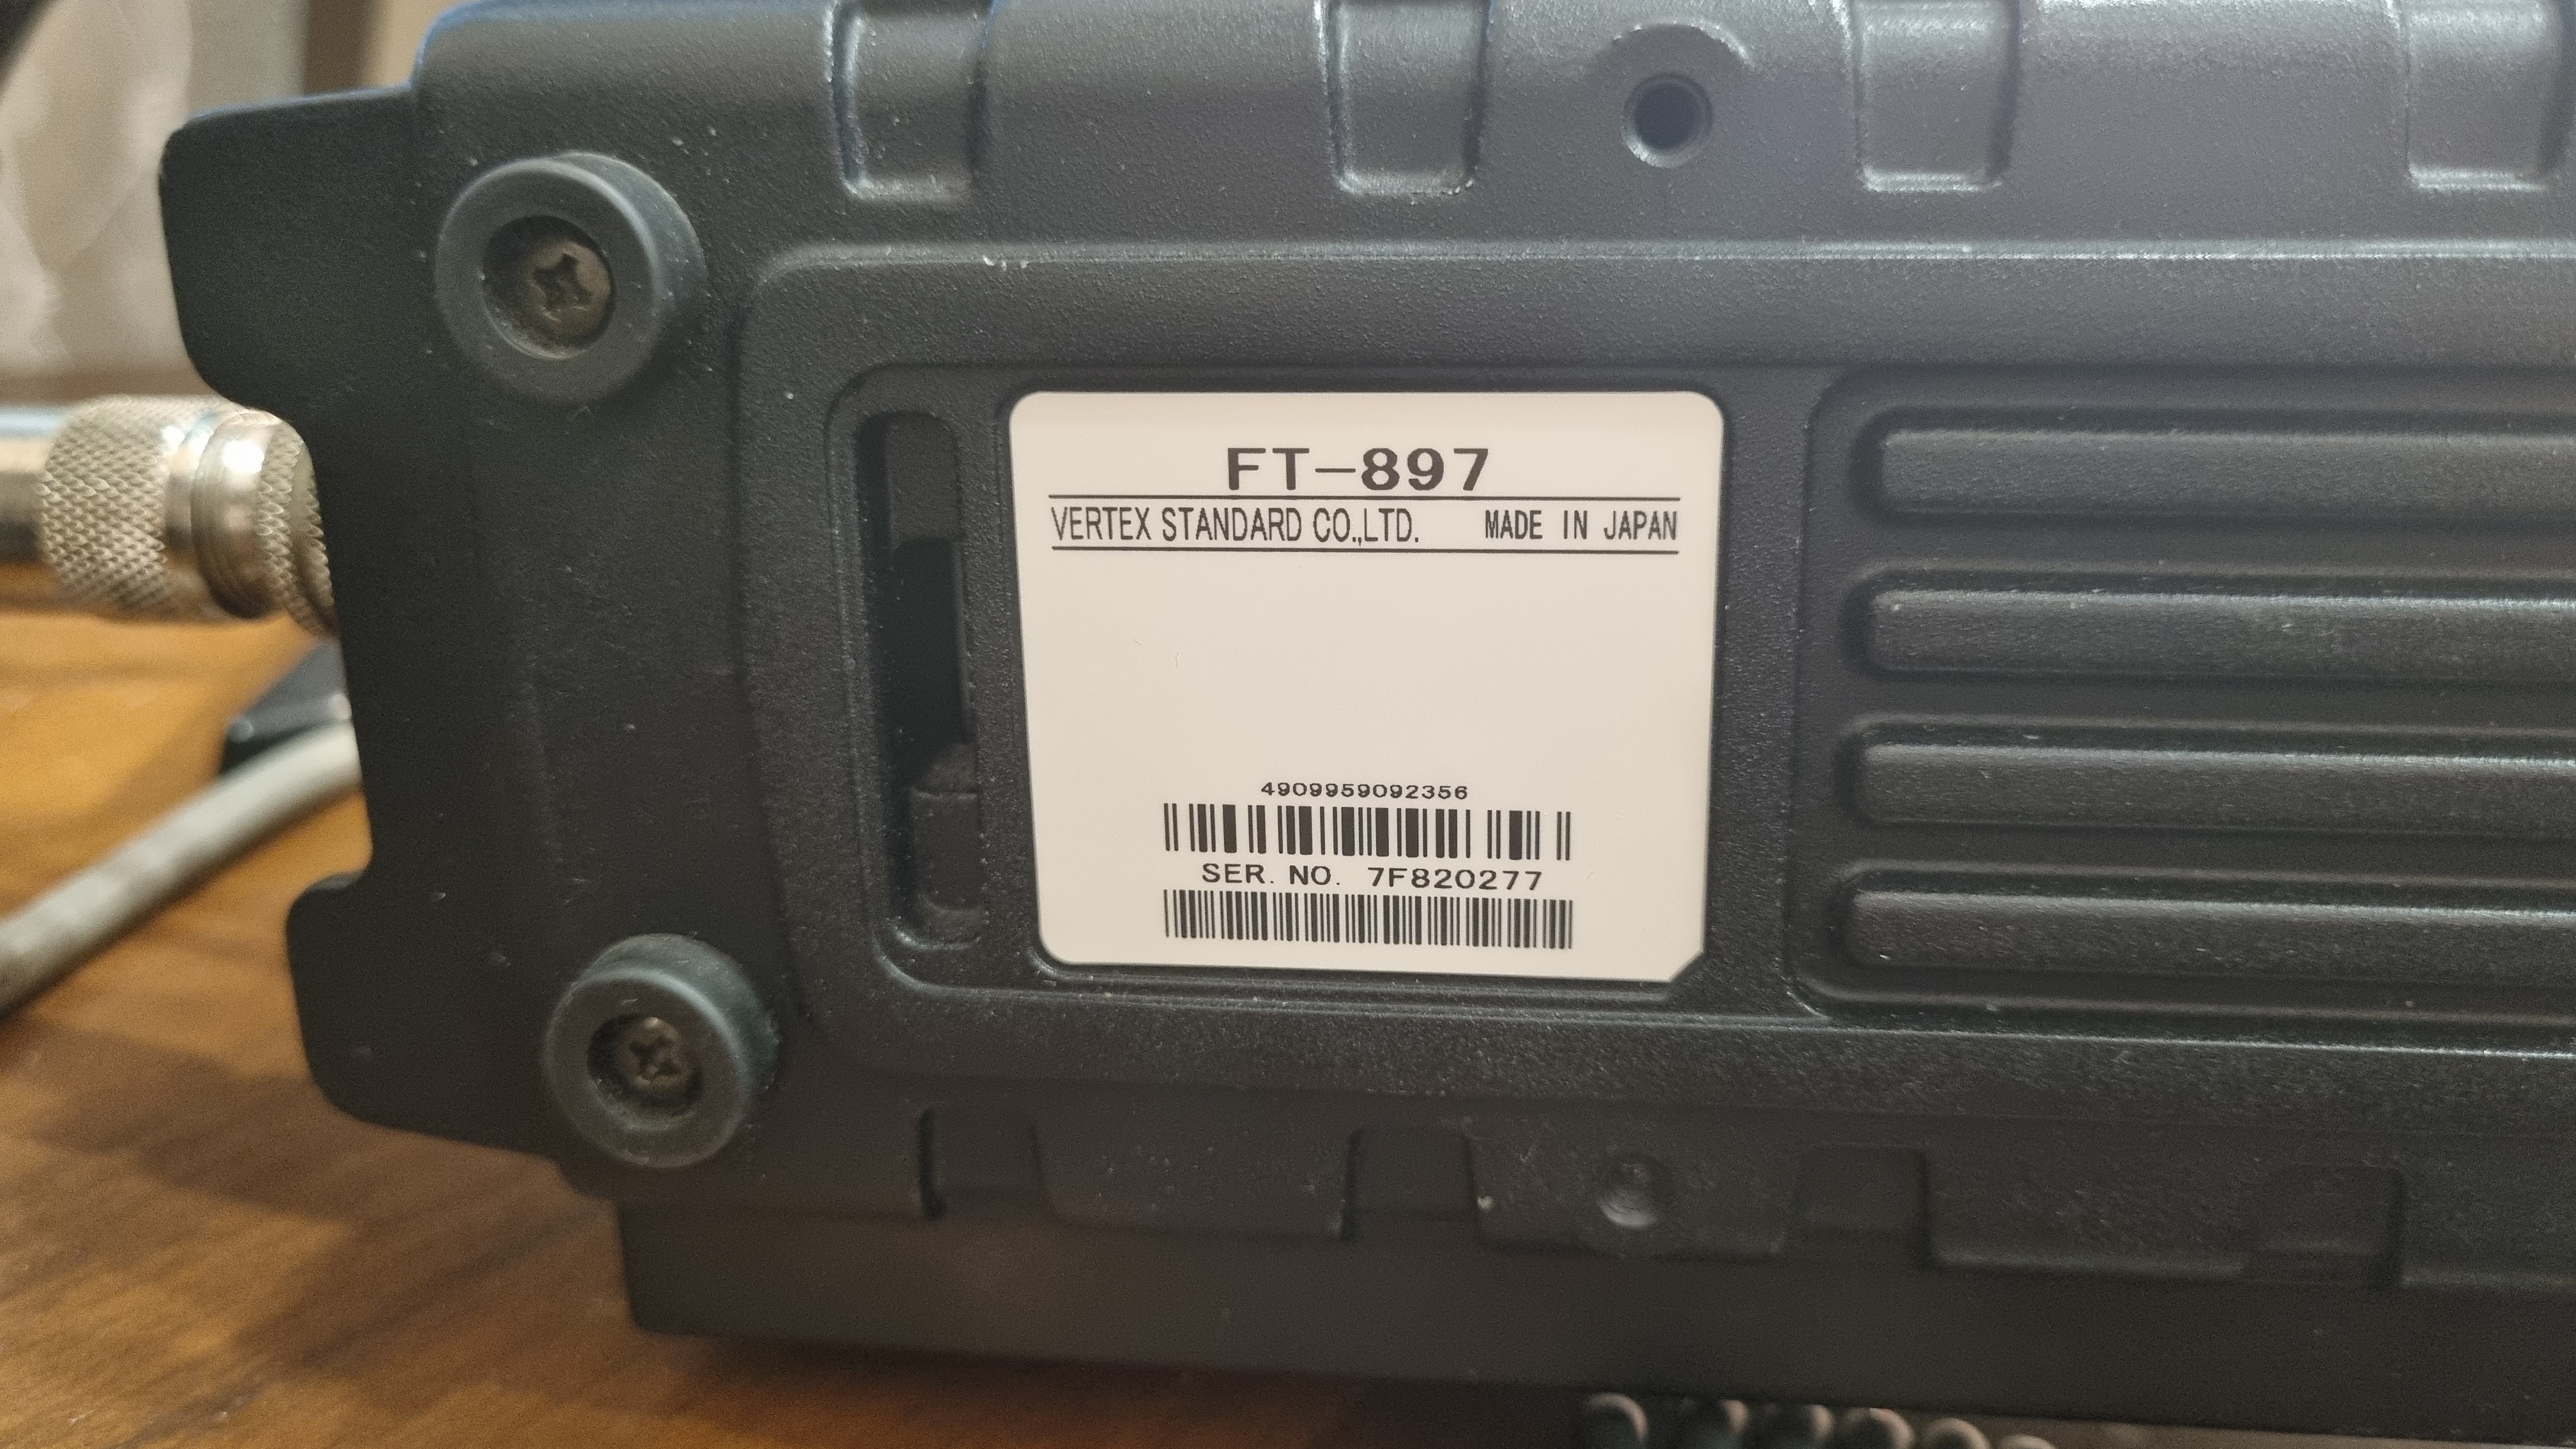 FT-897
VERTEX STANDARD CO.,LTD. MADE IN JAPAN
4909959092356
SER. NO. 7F820277